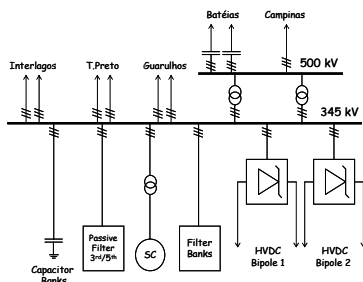 Batéias
Campinas
500 kV
Interlagos
T.Preto
Guarulhos
345 kV
Capacitor
Banks
Passive
Filter
3rd/5th
SC
Filter
Banks
HVDC
Bipole 1
HVDC
Bipole 2